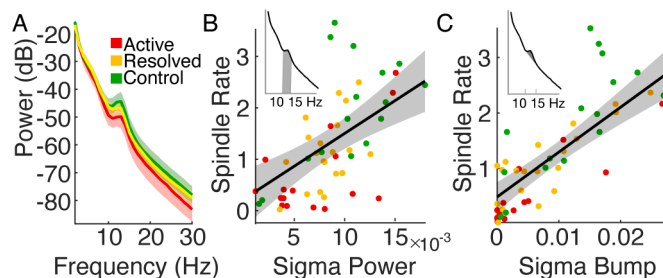 A
Power (dB)
-20
-30
-40
-50
-60
-70
-80
Active
Resolved
Control
10 20 30
Frequency (Hz)
B
Spindle Rate
3
2
1
0
10 15 Hz
5 10 15
×10⁻³
Sigma Power
C
Spindle Rate
3
2
1
0
10 15 Hz
0 0.01 0.02
Sigma Bump